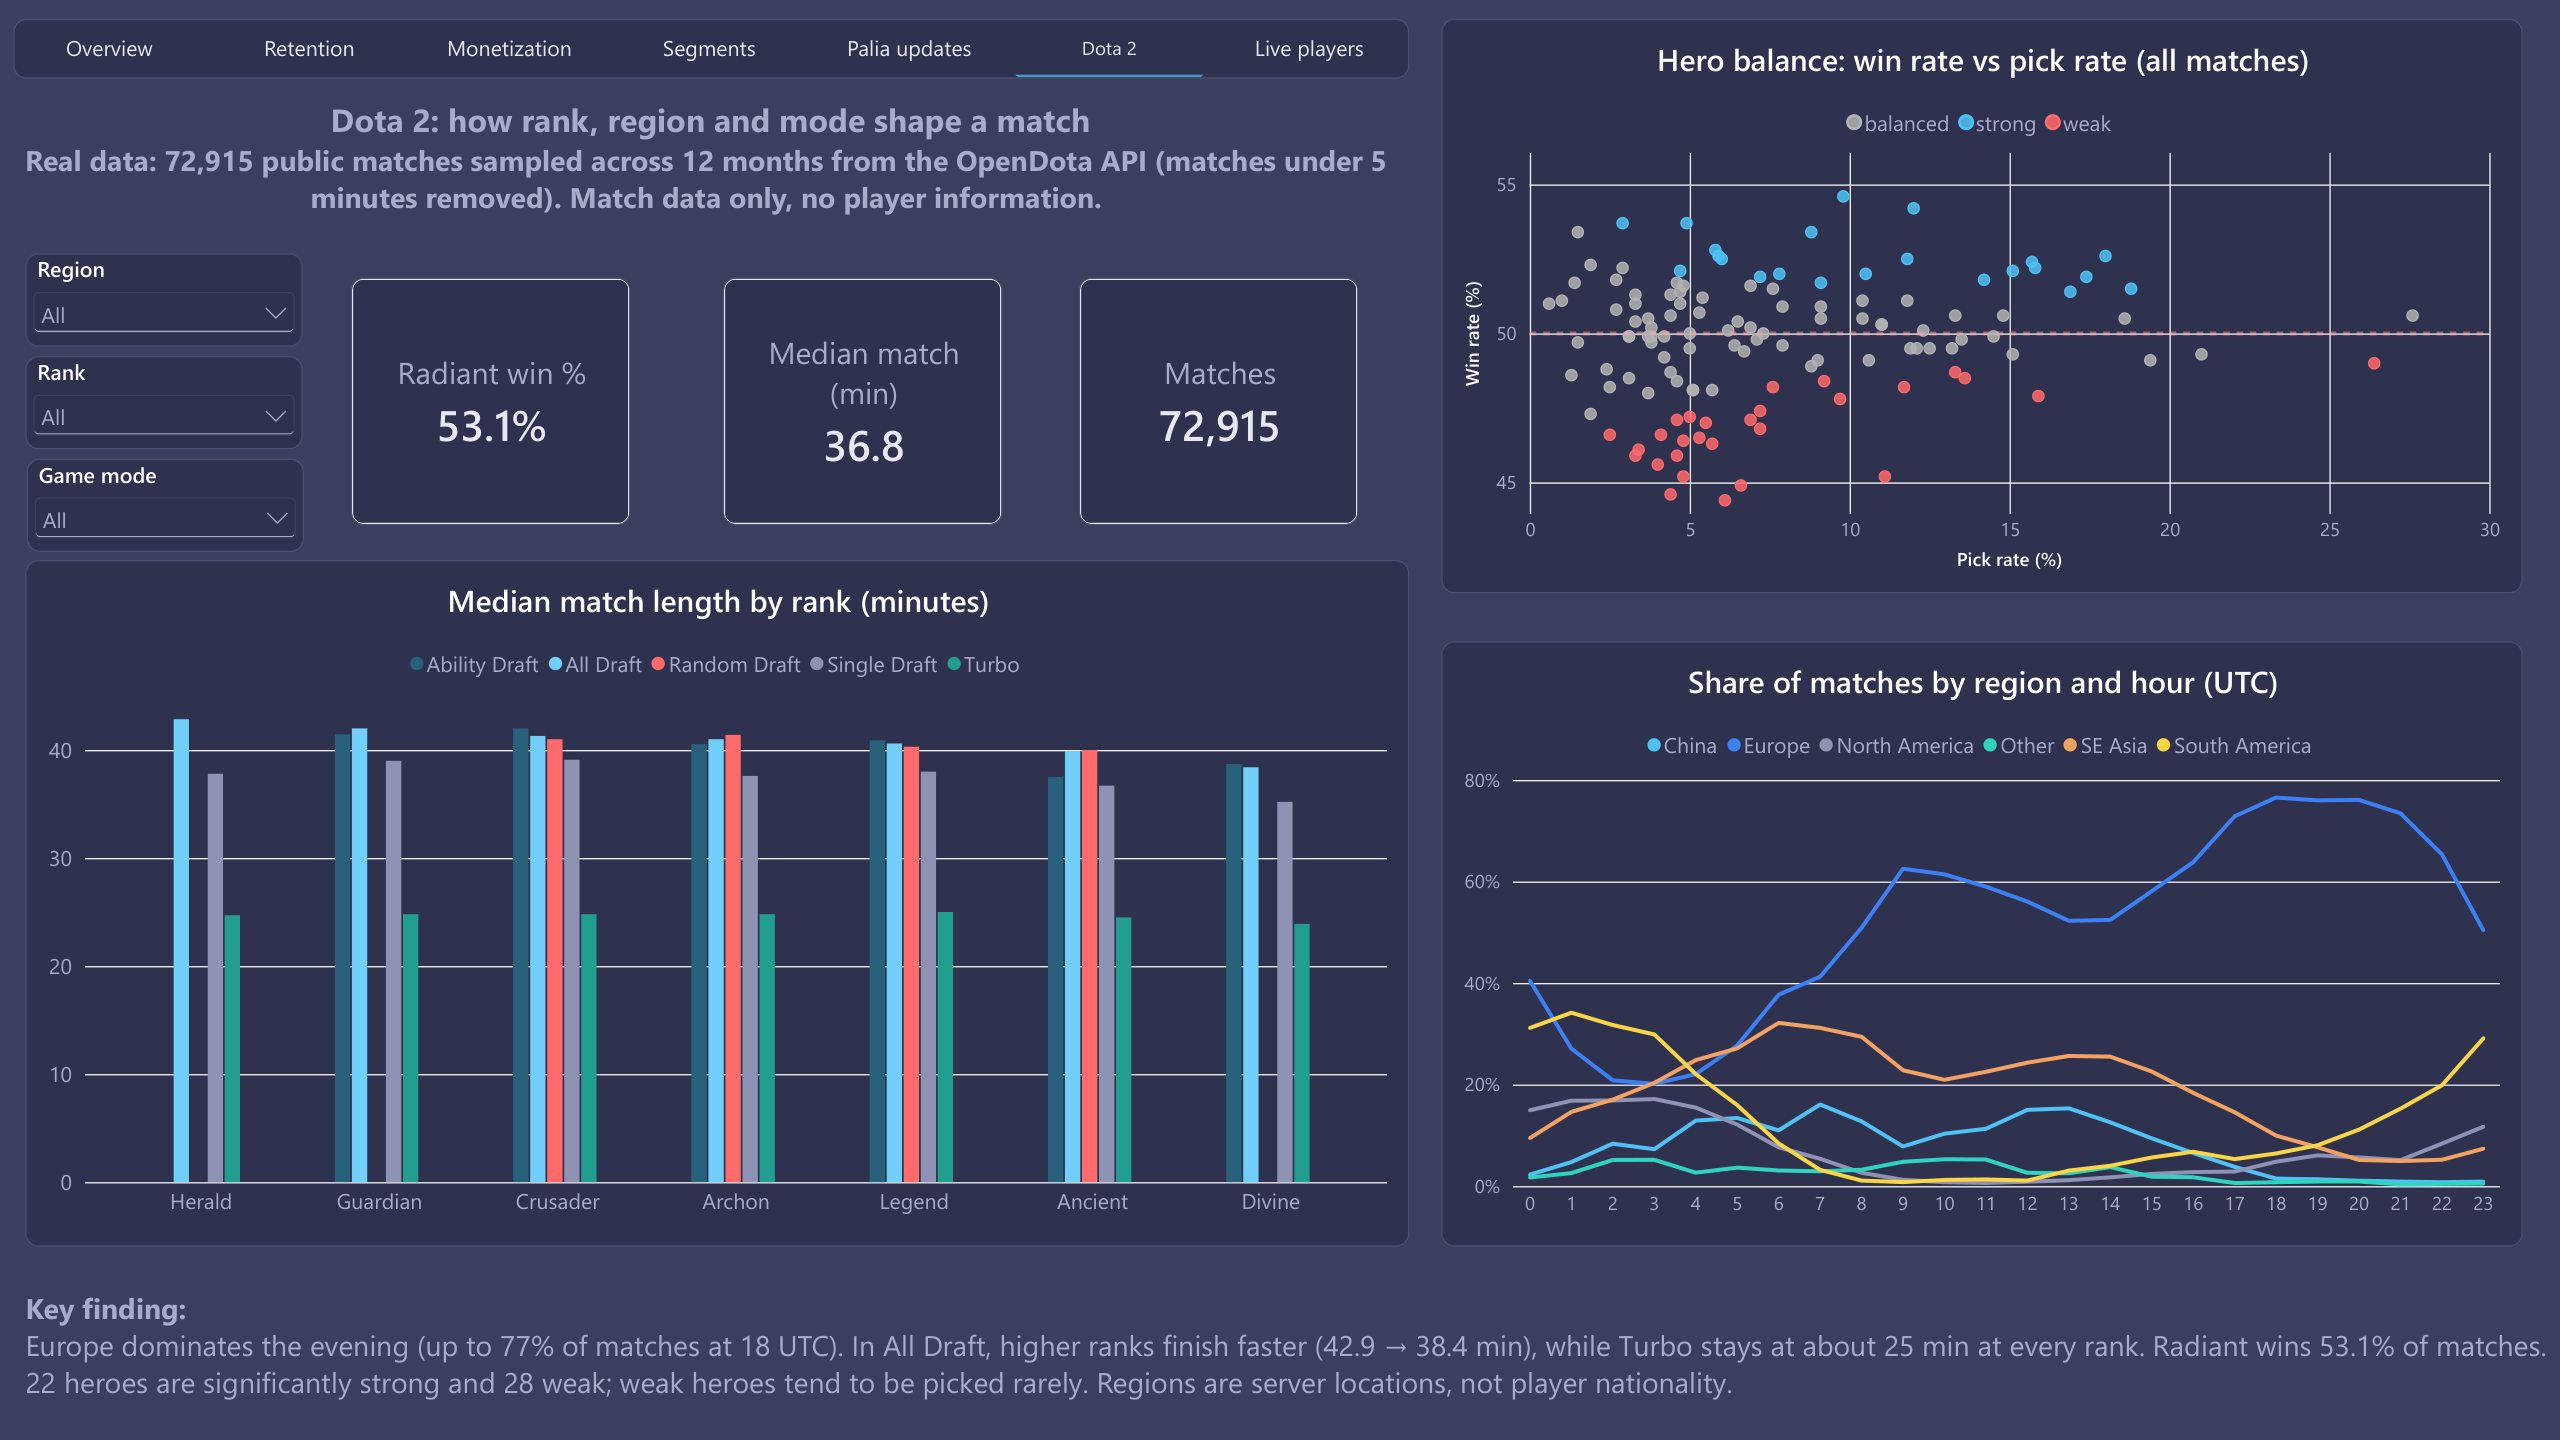 Overview Retention Monetization Segments Palia updates Dota 2 Live players
Dota 2: how rank, region and mode shape a match
Real data: 72,915 public matches sampled across 12 months from the OpenDota API (matches under 5
minutes removed). Match data only, no player information.
Region
All
Rank
All
Game mode
All
Radiant win %
53.1%
Median match
(min)
36.8
Matches
72,915
Hero balance: win rate vs pick rate (all matches)
balanced strong weak
Win rate (%)
55
50
45
0 5 10 15 20 25 30
Pick rate (%)
Median match length by rank (minutes)
Ability Draft All Draft Random Draft Single Draft Turbo
40
30
20
10
0
Herald Guardian Crusader Archon Legend Ancient Divine
Share of matches by region and hour (UTC)
China Europe North America Other SE Asia South America
80%
60%
40%
20%
0%
0 1 2 3 4 5 6 7 8 9 10 11 12 13 14 15 16 17 18 19 20 21 22 23
Key finding:
Europe dominates the evening (up to 77% of matches at 18 UTC). In All Draft, higher ranks finish faster (42.9 → 38.4 min), while Turbo stays at about 25 min at every rank. Radiant wins 53.1% of matches.
22 heroes are significantly strong and 28 weak; weak heroes tend to be picked rarely. Regions are server locations, not player nationality.